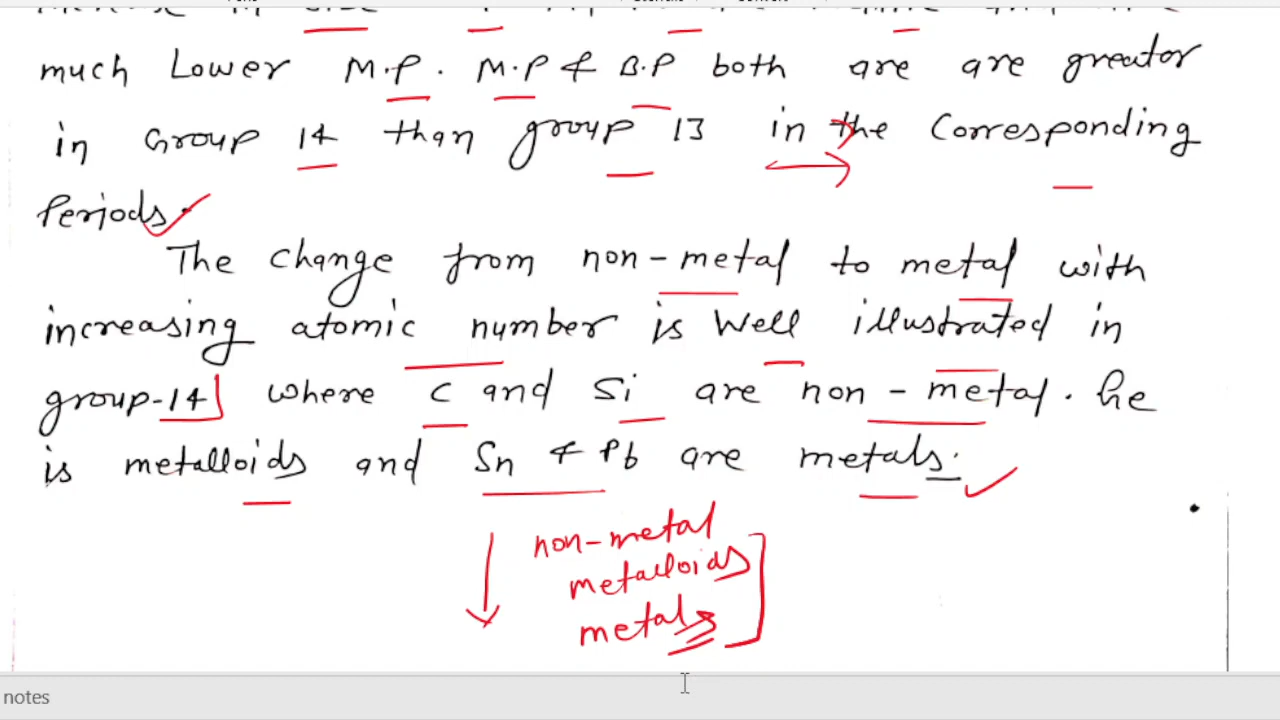 much Lower M.P. M.P & B.P both are are greator
in Group 14 than group 13 in the Corresponding
Periods.
The change from non-metal to metal with
increasing atomic number is Well illustrated in
group-14 where C and Si are non-metal. he
is metalloids and Sn & Pb are metals.
non-metal
metalloids
metals
notes